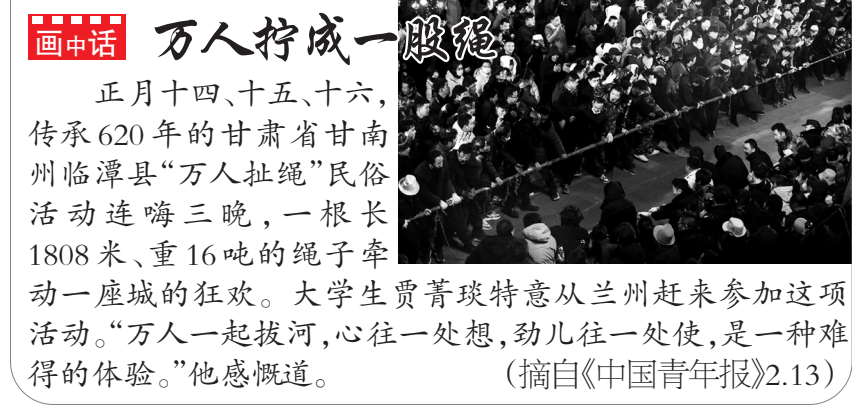 画中话 万人拧成一股绳
正月十四、十五、十六，
传承620年的甘肃省甘南
州临潭县“万人扯绳”民俗
活动连嗨三晚，一根长
1808米、重16吨的绳子牵
动一座城的狂欢。大学生贾菁琰特意从兰州赶来参加这项
活动。“万人一起拔河，心往一处想，劲儿往一处使，是一种难
得的体验。”他感慨道。 （摘自《中国青年报》2.13）